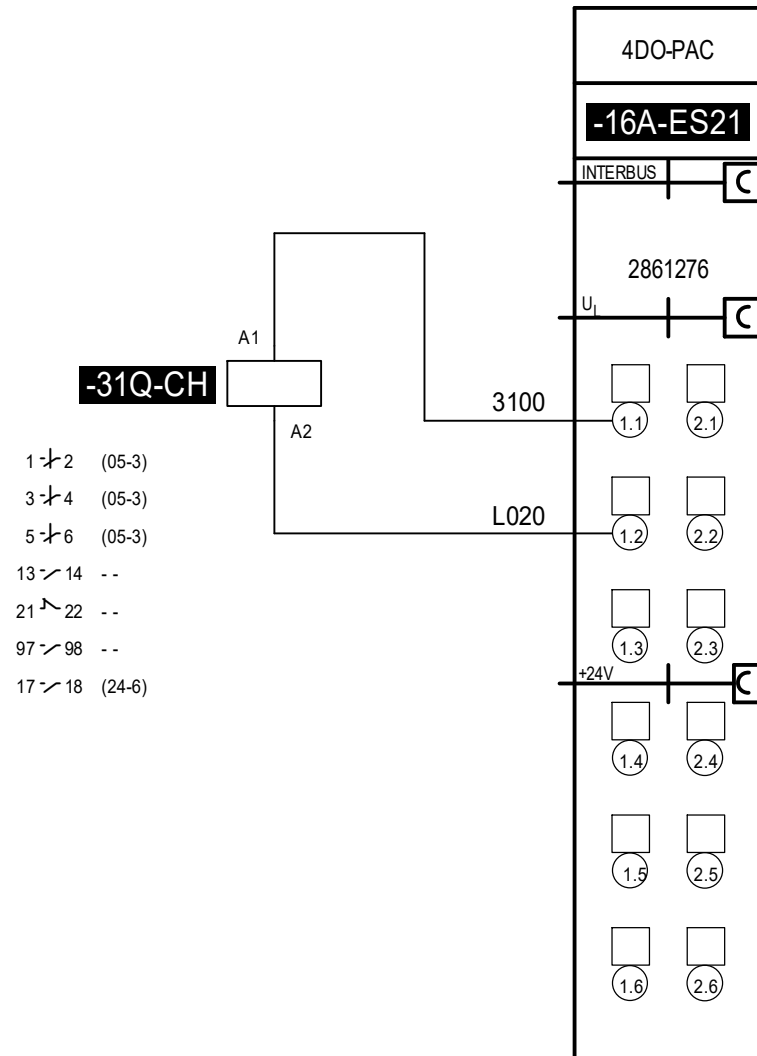 4DO-PAC
-16A-ES21
INTERBUS
2861276
UL
A1
-31Q-CH
A2
3100
1.1 2.1
1 2 (05-3)
3 4 (05-3)
5 6 (05-3)
L020
1.2 2.2
13 14 - -
21 22 - -
97 98 - -
17 18 (24-6)
1.3 2.3
+24V
1.4 2.4
1.5 2.5
1.6 2.6